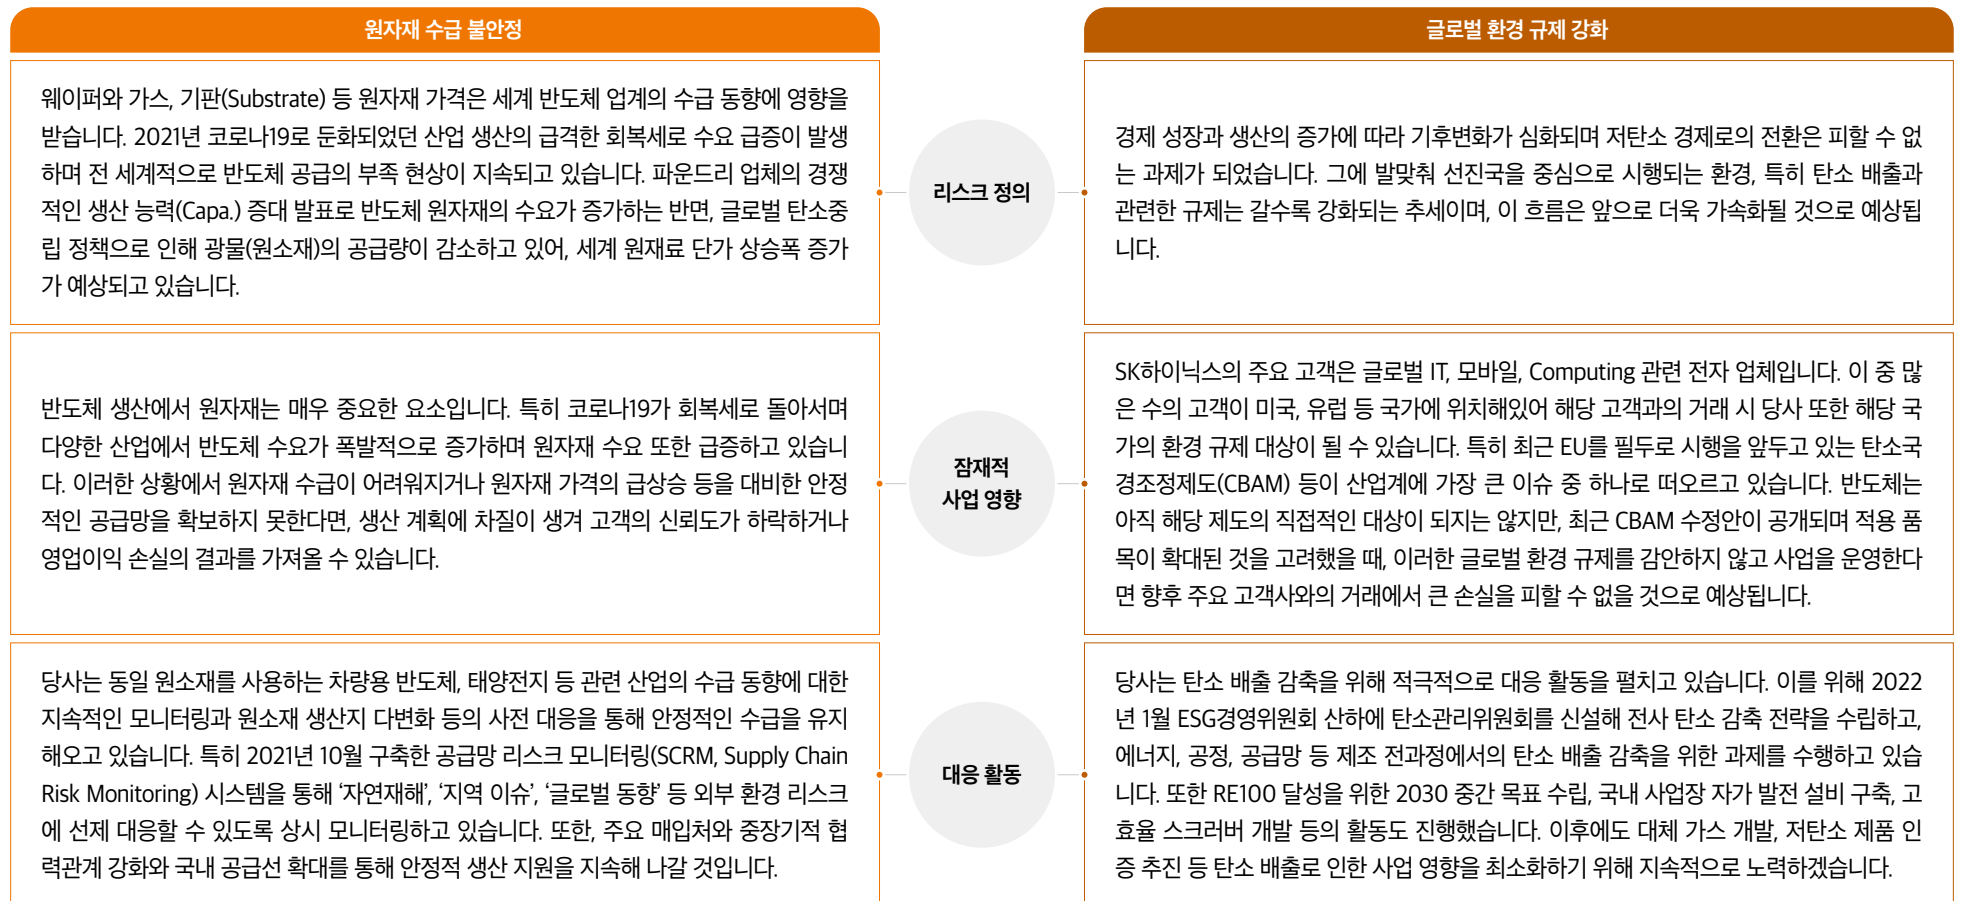 원자재 수급 불안정
웨이퍼와 가스, 기판(Substrate) 등 원자재 가격은 세계 반도체 업계의 수급 동향에 영향을
받습니다. 2021년 코로나19로 둔화되었던 산업 생산의 급격한 회복세로 수요 급증이 발생
하며 전 세계적으로 반도체 공급의 부족 현상이 지속되고 있습니다. 파운드리 업체의 경쟁
적인 생산 능력(Capa.) 증대 발표로 반도체 원자재의 수요가 증가하는 반면, 글로벌 탄소중
립 정책으로 인해 광물(원소재)의 공급량이 감소하고 있어, 세계 원재료 단가 상승폭 증가
가 예상되고 있습니다.
리스크 정의
글로벌 환경 규제 강화
경제 성장과 생산의 증가에 따라 기후변화가 심화되며 저탄소 경제로의 전환은 피할 수 없
는 과제가 되었습니다. 그에 발맞춰 선진국을 중심으로 시행되는 환경, 특히 탄소 배출과
관련한 규제는 갈수록 강화되는 추세이며, 이 흐름은 앞으로 더욱 가속화될 것으로 예상됩
니다.
반도체 생산에서 원자재는 매우 중요한 요소입니다. 특히 코로나19가 회복세로 돌아서며
다양한 산업에서 반도체 수요가 폭발적으로 증가하며 원자재 수요 또한 급증하고 있습니
다. 이러한 상황에서 원자재 수급이 어려워지거나 원자재 가격의 급상승 등을 대비한 안정
적인 공급망을 확보하지 못한다면, 생산 계획에 차질이 생겨 고객의 신뢰도가 하락하거나
영업이익 손실의 결과를 가져올 수 있습니다.
잠재적
사업 영향
SK하이닉스의 주요 고객은 글로벌 IT, 모바일, Computing 관련 전자 업체입니다. 이 중 많
은 수의 고객이 미국, 유럽 등 국가에 위치해있어 해당 고객과의 거래 시 당사 또한 해당 국
가의 환경 규제 대상이 될 수 있습니다. 특히 최근 EU를 필두로 시행을 앞두고 있는 탄소국
경조정제도(CBAM) 등이 산업계에 가장 큰 이슈 중 하나로 떠오르고 있습니다. 반도체는
아직 해당 제도의 직접적인 대상이 되지는 않지만, 최근 CBAM 수정안이 공개되며 적용 품
목이 확대된 것을 고려했을 때, 이러한 글로벌 환경 규제를 감안하지 않고 사업을 운영한다
면 향후 주요 고객사와의 거래에서 큰 손실을 피할 수 없을 것으로 예상됩니다.
당사는 동일 원소재를 사용하는 차량용 반도체, 태양전지 등 관련 산업의 수급 동향에 대한
지속적인 모니터링과 원소재 생산지 다변화 등의 사전 대응을 통해 안정적인 수급을 유지
해오고 있습니다. 특히 2021년 10월 구축한 공급망 리스크 모니터링(SCRM, Supply Chain
Risk Monitoring) 시스템을 통해 ‘자연재해’, ‘지역 이슈’, ‘글로벌 동향’ 등 외부 환경 리스크
에 선제 대응할 수 있도록 상시 모니터링하고 있습니다. 또한, 주요 매입처와 중장기적 협
력관계 강화와 국내 공급선 확대를 통해 안정적 생산 지원을 지속해 나갈 것입니다.
대응 활동
당사는 탄소 배출 감축을 위해 적극적으로 대응 활동을 펼치고 있습니다. 이를 위해 2022
년 1월 ESG경영위원회 산하에 탄소관리위원회를 신설해 전사 탄소 감축 전략을 수립하고,
에너지, 공정, 공급망 등 제조 전과정에서의 탄소 배출 감축을 위한 과제를 수행하고 있습
니다. 또한 RE100 달성을 위한 2030 중간 목표 수립, 국내 사업장 자가 발전 설비 구축, 고
효율 스크러버 개발 등의 활동도 진행했습니다. 이후에도 대체 가스 개발, 저탄소 제품 인
증 추진 등 탄소 배출로 인한 사업 영향을 최소화하기 위해 지속적으로 노력하겠습니다.